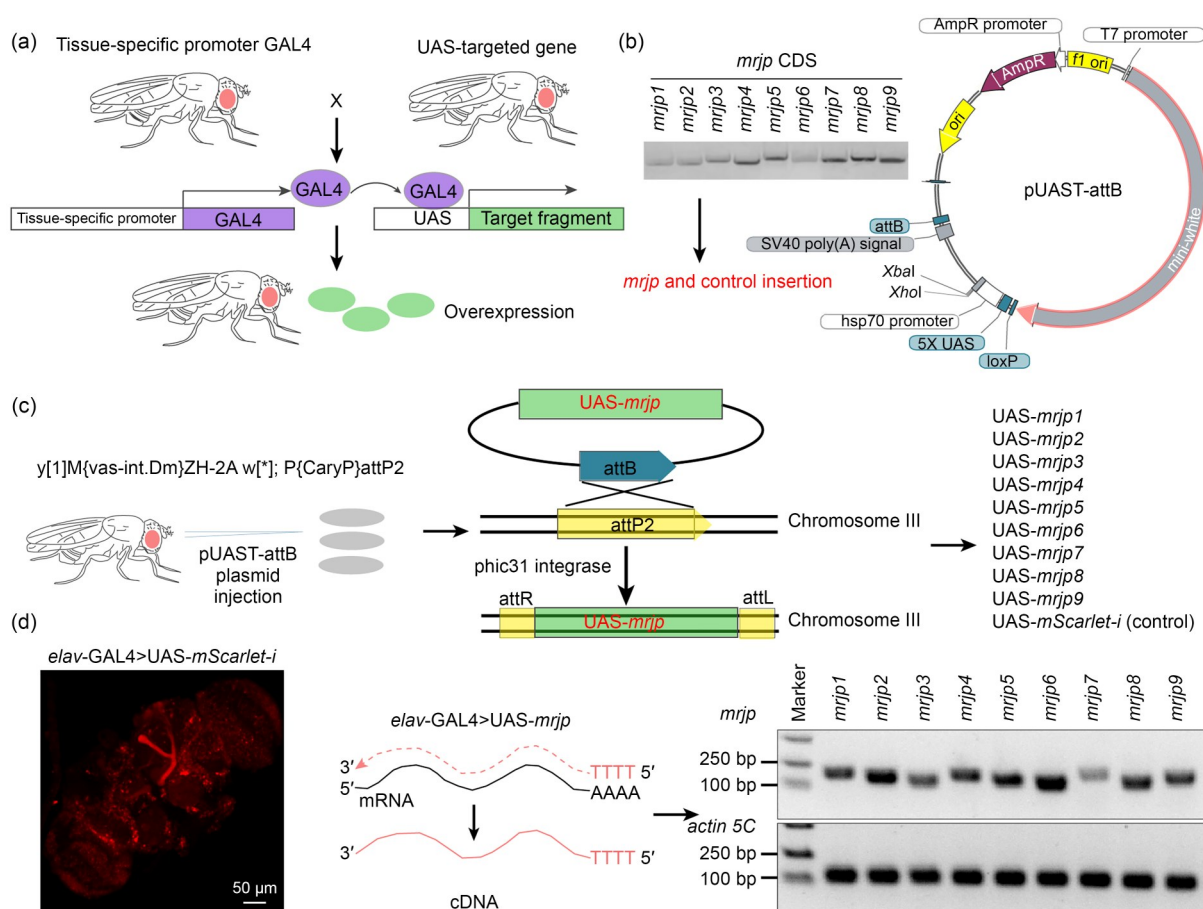 (a)
Tissue-specific promoter GAL4
UAS-targeted gene
X
GAL4
GAL4
Tissue-specific promoter
GAL4
UAS
Target fragment
Overexpression
(b)
mrjp CDS
mrjp1
mrjp2
mrjp3
mrjp4
mrjp5
mrjp6
mrjp7
mrjp8
mrjp9
mrjp and control insertion
AmpR promoter
T7 promoter
AmpR
f1 ori
ori
pUAST-attB
mini-white
attB
SV40 poly(A) signal
XbaI
XhoI
hsp70 promoter
5X UAS
loxP
(c)
y[1]M{vas-int.Dm}ZH-2A w[*]; P{CaryP}attP2
pUAST-attB
plasmid
injection
UAS-mrjp
attB
attP2
Chromosome III
phic31 integrase
attR
attL
UAS-mrjp
Chromosome III
UAS-mrjp1
UAS-mrjp2
UAS-mrjp3
UAS-mrjp4
UAS-mrjp5
UAS-mrjp6
UAS-mrjp7
UAS-mrjp8
UAS-mrjp9
UAS-mScarlet-i (control)
(d)
elav-GAL4>UAS-mScarlet-i
50 µm
elav-GAL4>UAS-mrjp
3′
TTTT 5′
5′
mRNA
AAAA
3′
TTTT 5′
cDNA
mrjp
Marker
mrjp1
mrjp2
mrjp3
mrjp4
mrjp5
mrjp6
mrjp7
mrjp8
mrjp9
250 bp
100 bp
actin 5C
250 bp
100 bp